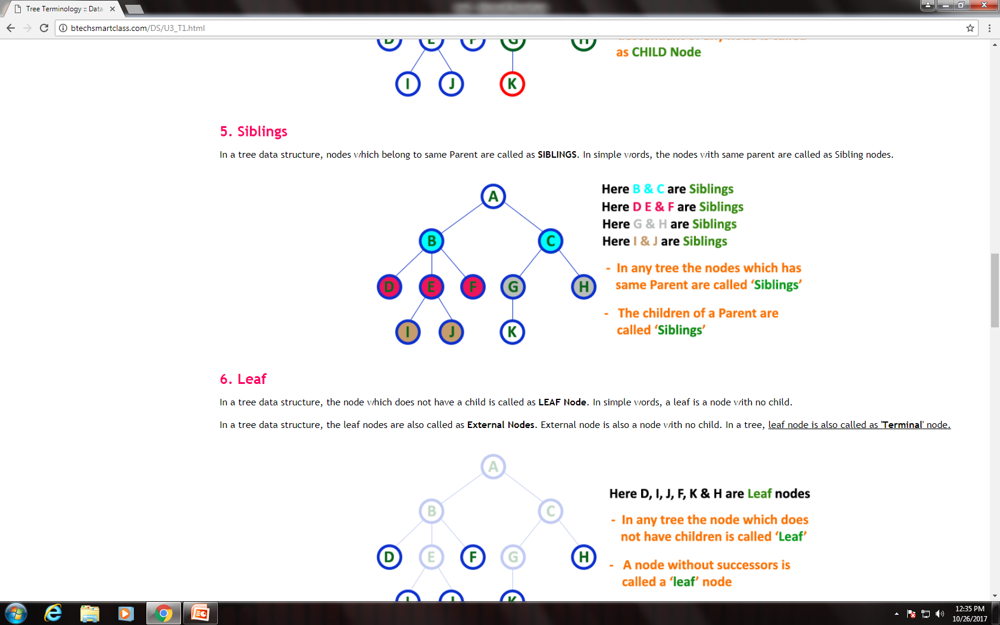 Tree Terminology :: Data
btechsmartclass.com/DS/U3_T1.html
D E F G H
as CHILD Node
I J K
5. Siblings
In a tree data structure, nodes which belong to same Parent are called as SIBLINGS. In simple words, the nodes with same parent are called as Sibling nodes.
A
Here B & C are Siblings
Here D E & F are Siblings
Here G & H are Siblings
B C
Here I & J are Siblings
- In any tree the nodes which has
same Parent are called ‘Siblings’
D E F G H
- The children of a Parent are
called ‘Siblings’
I J K
6. Leaf
In a tree data structure, the node which does not have a child is called as LEAF Node. In simple words, a leaf is a node with no child.
In a tree data structure, the leaf nodes are also called as External Nodes. External node is also a node with no child. In a tree, leaf node is also called as 'Terminal' node.
A
Here D, I, J, F, K & H are Leaf nodes
B C
- In any tree the node which does
not have children is called ‘Leaf’
D E F G H
- A node without successors is
called a ‘leaf’ node
I J K
12:35 PM
10/26/2017